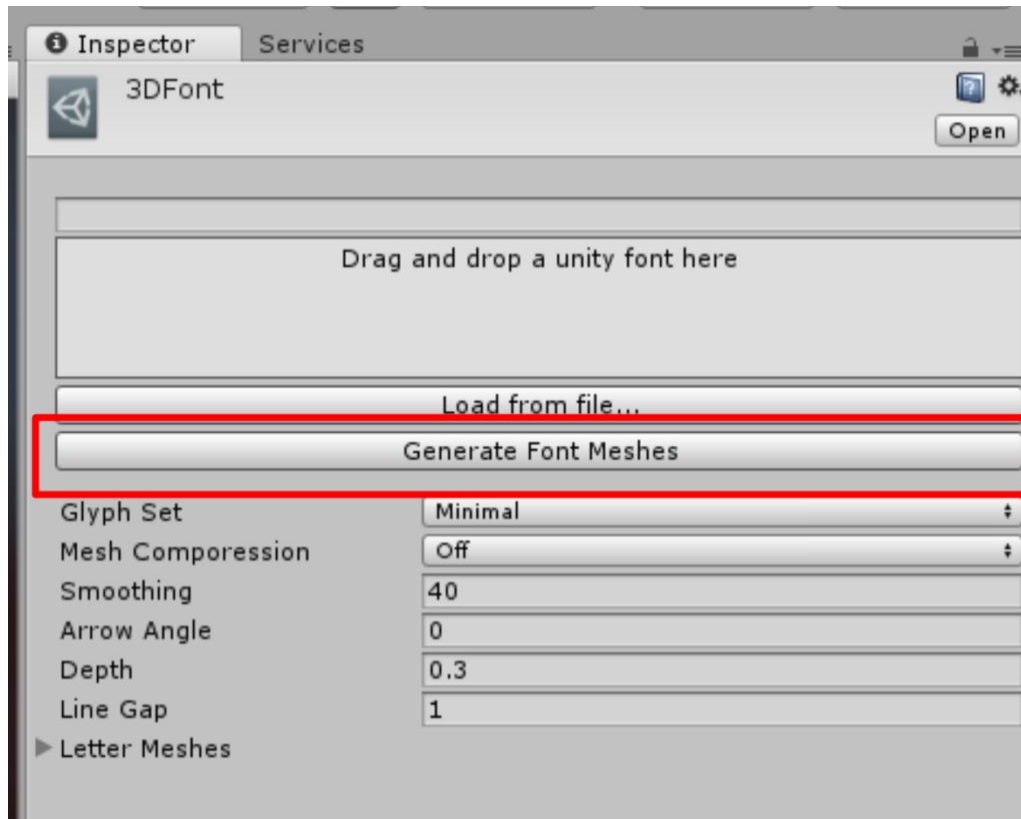 Inspector Services
3DFont
Open
Drag and drop a unity font here
Load from file...
Generate Font Meshes
Glyph Set Minimal
Mesh Comporession Off
Smoothing 40
Arrow Angle 0
Depth 0.3
Line Gap 1
Letter Meshes